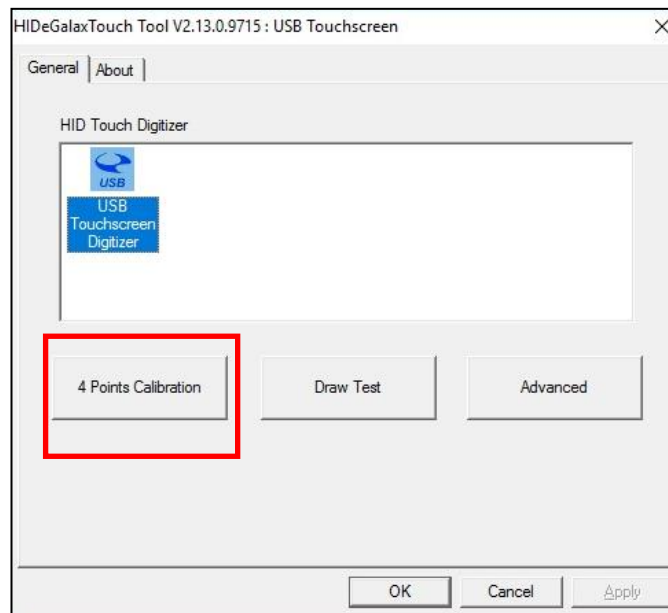 HIDeGalaxTouch Tool V2.13.0.9715 : USB Touchscreen
General About
HID Touch Digitizer
USB
USB
Touchscreen
Digitizer
4 Points Calibration Draw Test Advanced
OK Cancel Apply